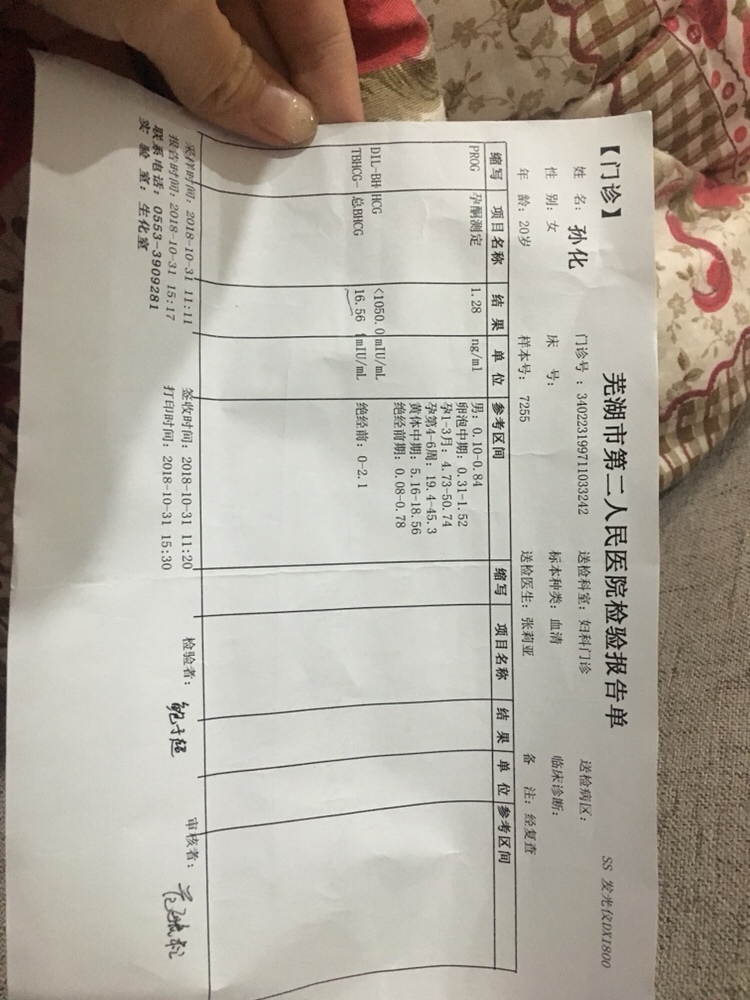 芜湖市第二人民医院检验报告单
【门诊】
SS 发光仪DXI800
姓 名: 孙化 门诊号:340223199711033242 送检科室: 妇科门诊 送检病区:
性 别: 女 床 号: 标本种类: 血清 临床诊断:
年 龄: 20岁 样本号: 7255 送检医生: 张莉亚 备 注: 经复查
缩写 项目名称 结 果 单 位 参考区间 缩写 项目名称 结 果 单 位 参考区间
PROG 孕酮测定 1.28 ng/ml 男: 0.10-0.84
卵泡中期: 0.31-1.52
孕1-3月: 4.73-50.74
孕第4-6周: 19.4-45.3
黄体中期: 5.16-18.56
绝经前期: 0.08-0.78
DIL-BH HCG <1050.0 mIU/mL
TBHCG- 总BHCG 16.56 mIU/mL 绝经前: 0-2.1
采样时间: 2018-10-31 11:11 签收时间: 2018-10-31 11:20 检验者: 审核者:
报告时间: 2018-10-31 15:17 打印时间: 2018-10-31 15:30
联系电话: 0553-3909281
实 验 室: 生化室